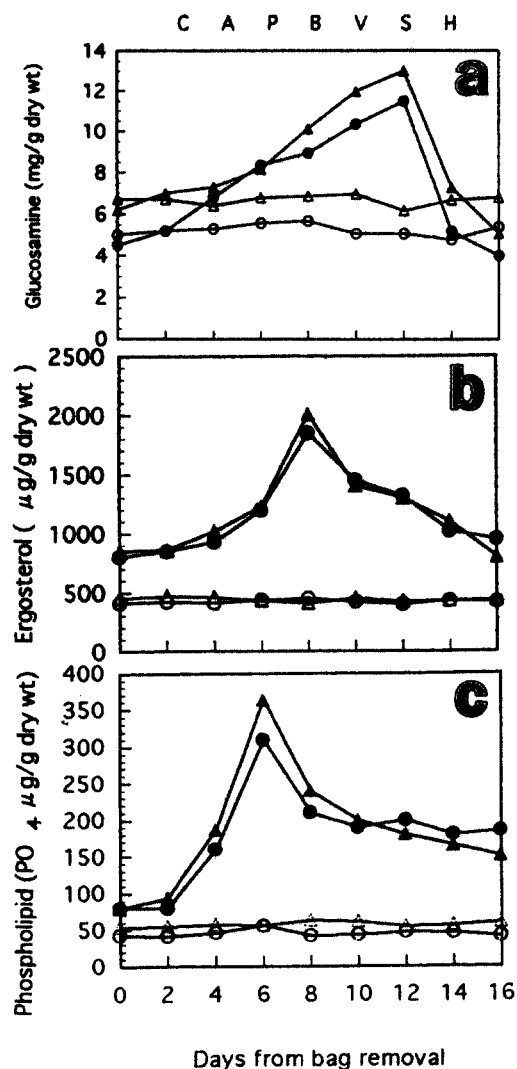 C A P B V S H
a
Glucosamine (mg/g dry wt)
14
12
10
8
6
4
2
0
b
Ergosterol ( µg/g dry wt )
2500
2000
1500
1000
500
0
c
Phospholipid (PO 4 µg/g dry wt)
400
350
300
250
200
150
100
50
0
0 2 4 6 8 10 12 14 16
Days from bag removal